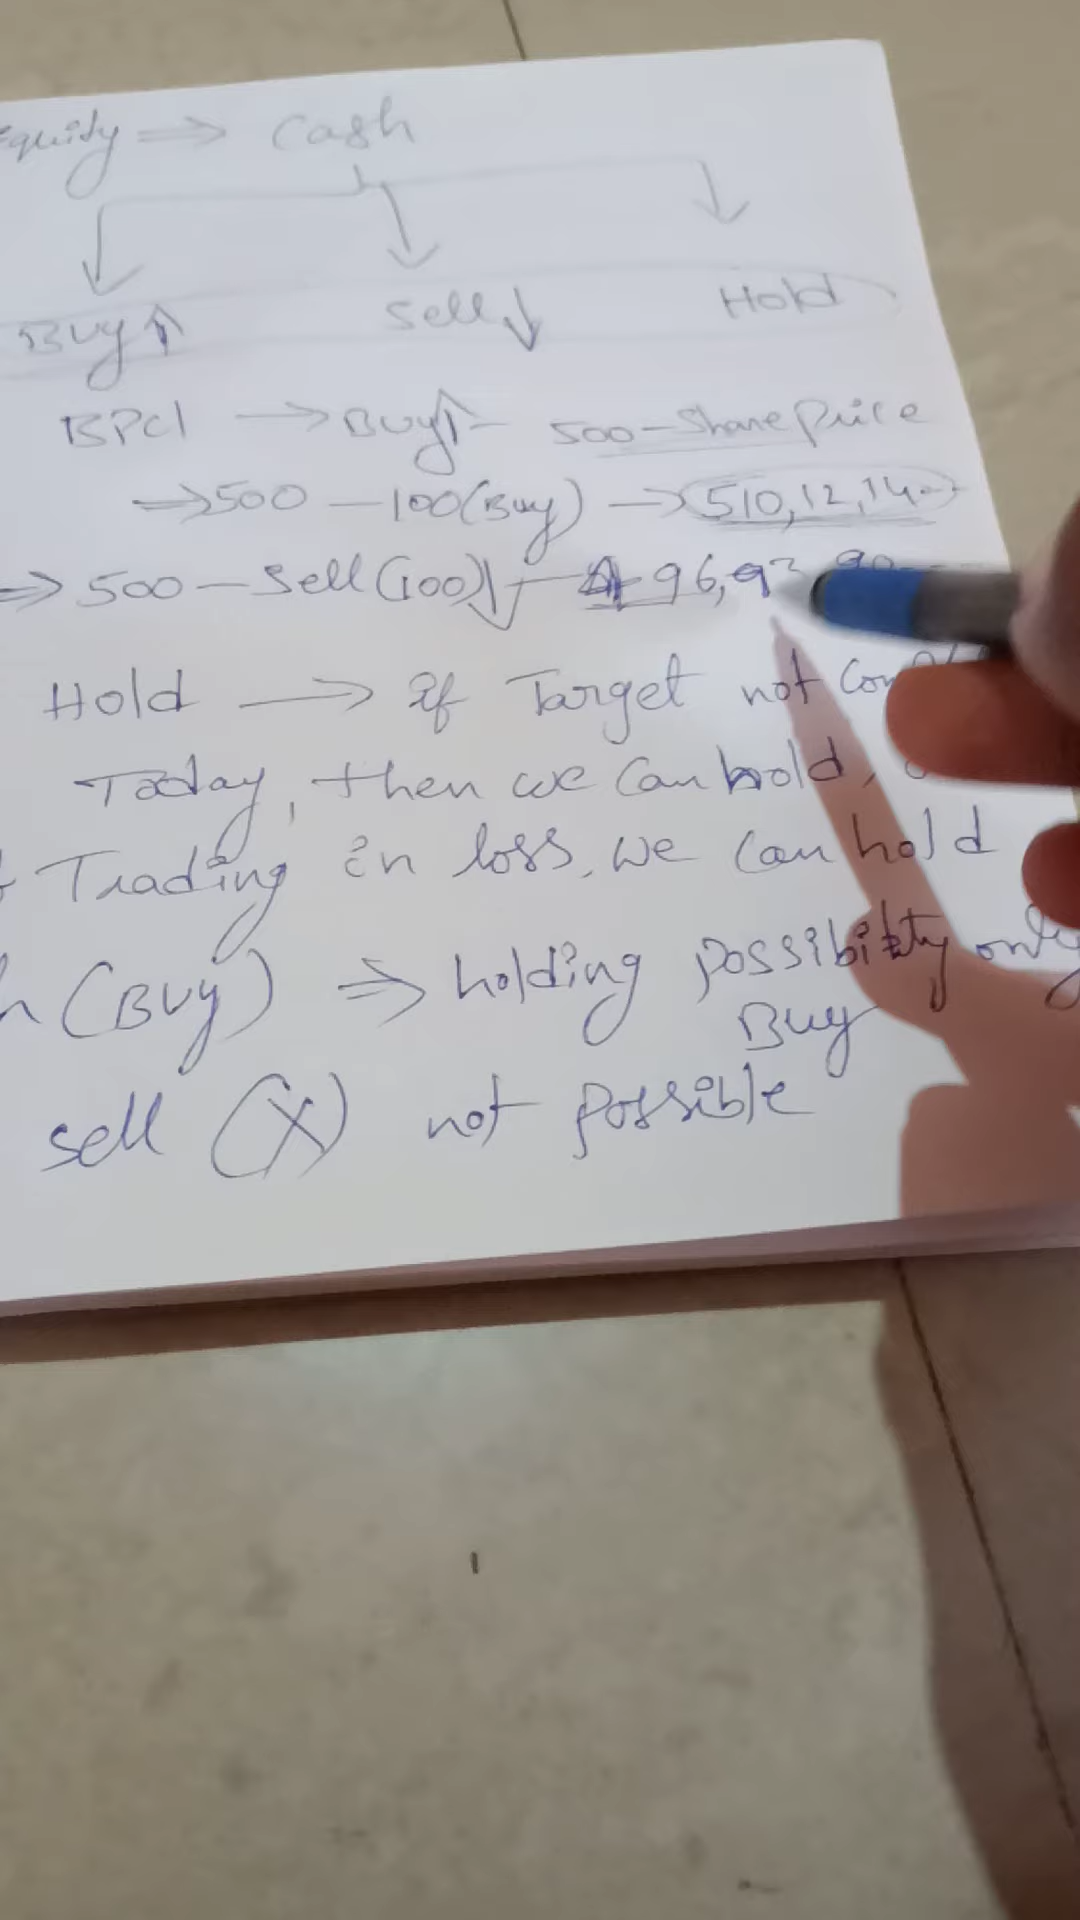 Equity ⇒ Cash
Buy↑ Sell↓ Hold
BPCl → Buy↑ - 500 - Share Price
⇒ 500 - 100 (Buy) → 510, 12, 14
⇒ 500 - Sell (100)↓ 96, 93, 90
Hold → if Target not
Today, then we can hold,
Trading in loss, we can hold
(Buy) ⇒ holding possibility only
Buy
sell (X) not possible